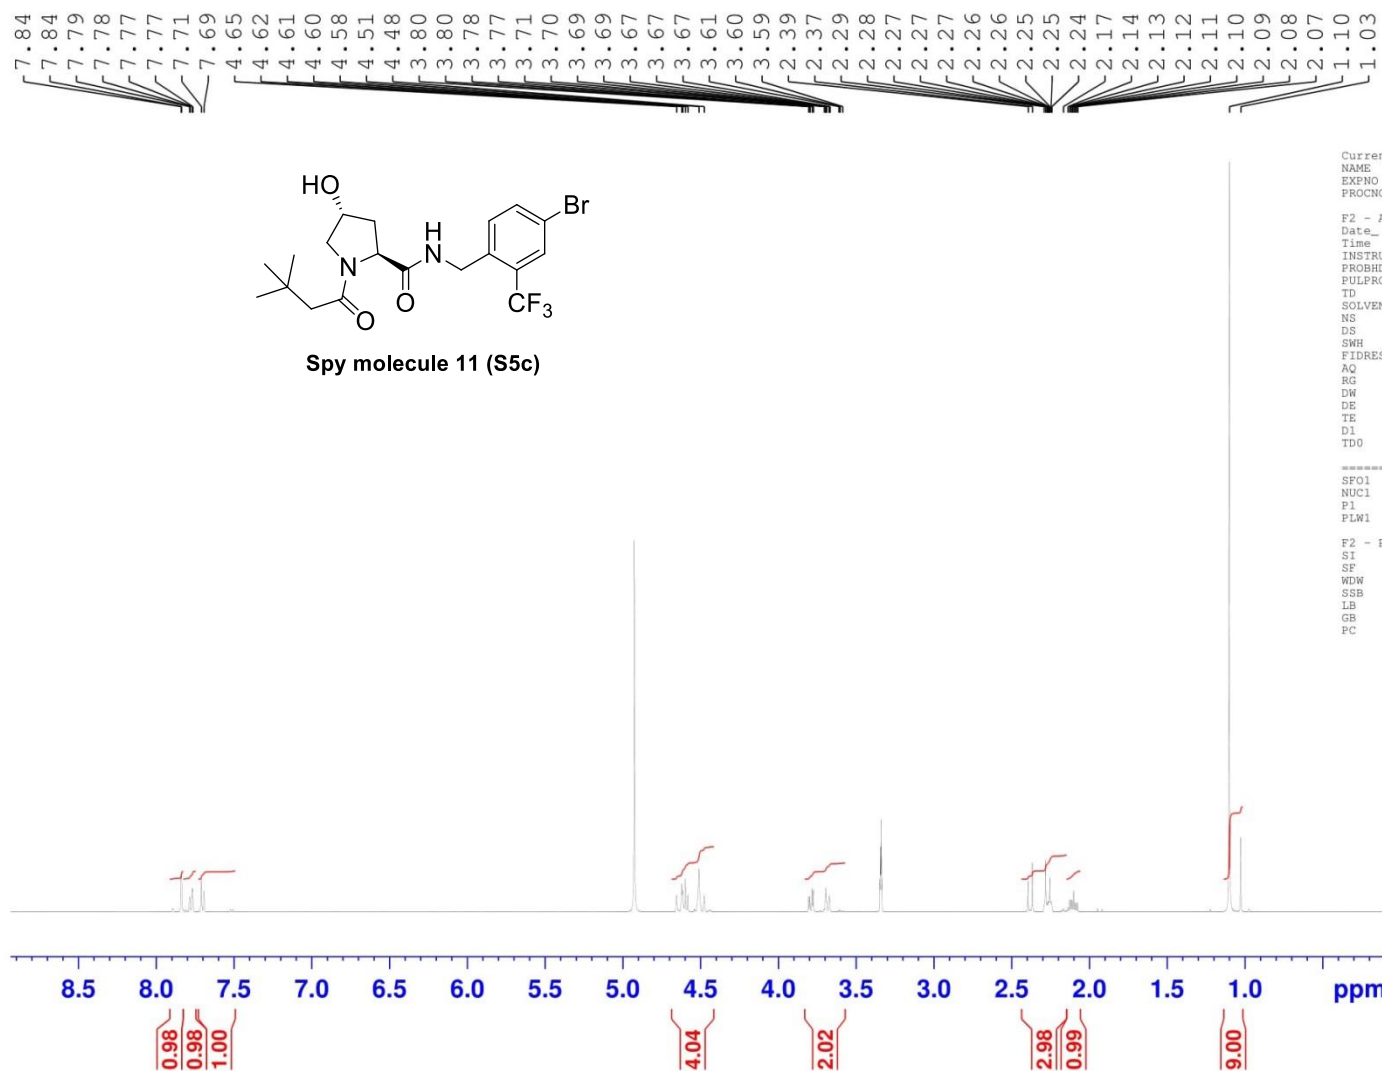 7.84 7.84 7.79 7.78 7.77 7.77 7.71 7.69 4.65 4.62 4.61 4.60 4.58 4.51 4.48 3.80 3.80 3.78 3.77 3.71 3.70 3.69 3.69 3.67 3.67 3.61 3.60 3.59 2.39 2.37 2.29 2.28 2.27 2.27 2.27 2.26 2.26 2.25 2.25 2.24 2.17 2.14 2.13 2.12 2.11 2.10 2.09 2.08 2.07 1.10 1.03
Curren
NAME
EXPNO
PROCNO
F2 - A
Date_
Time
INSTRU
PROBHD
PULPRO
TD
SOLVEN
NS
DS
SWH
FIDRES
AQ
RG
DW
DE
TE
D1
TD0
======
SFO1
NUC1
P1
PLW1
F2 - P
SI
SF
WDW
SSB
LB
GB
PC
HO
Br
H
N
N
O
O
CF3
Spy molecule 11 (S5c)
8.5 8.0 7.5 7.0 6.5 6.0 5.5 5.0 4.5 4.0 3.5 3.0 2.5 2.0 1.5 1.0 ppm
0.98 0.98 1.00 4.04 2.02 2.98 0.99 9.00